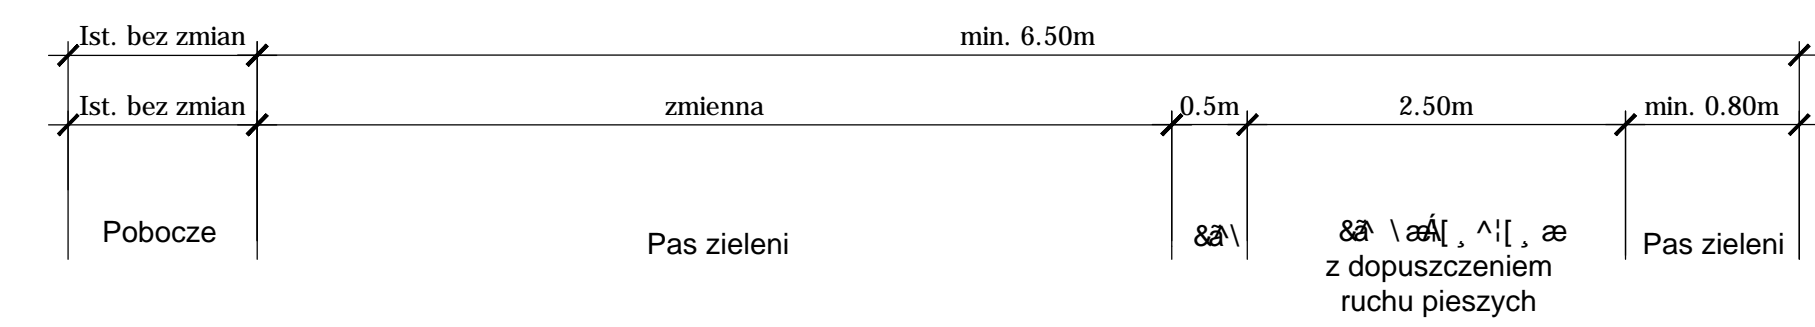 Ist. bez zmian min. 6.50m
Ist. bez zmian zmienna 0.5m 2.50m min. 0.80m
Pobocze
Pas zieleni
z dopuszczeniem
ruchu pieszych
Pas zieleni